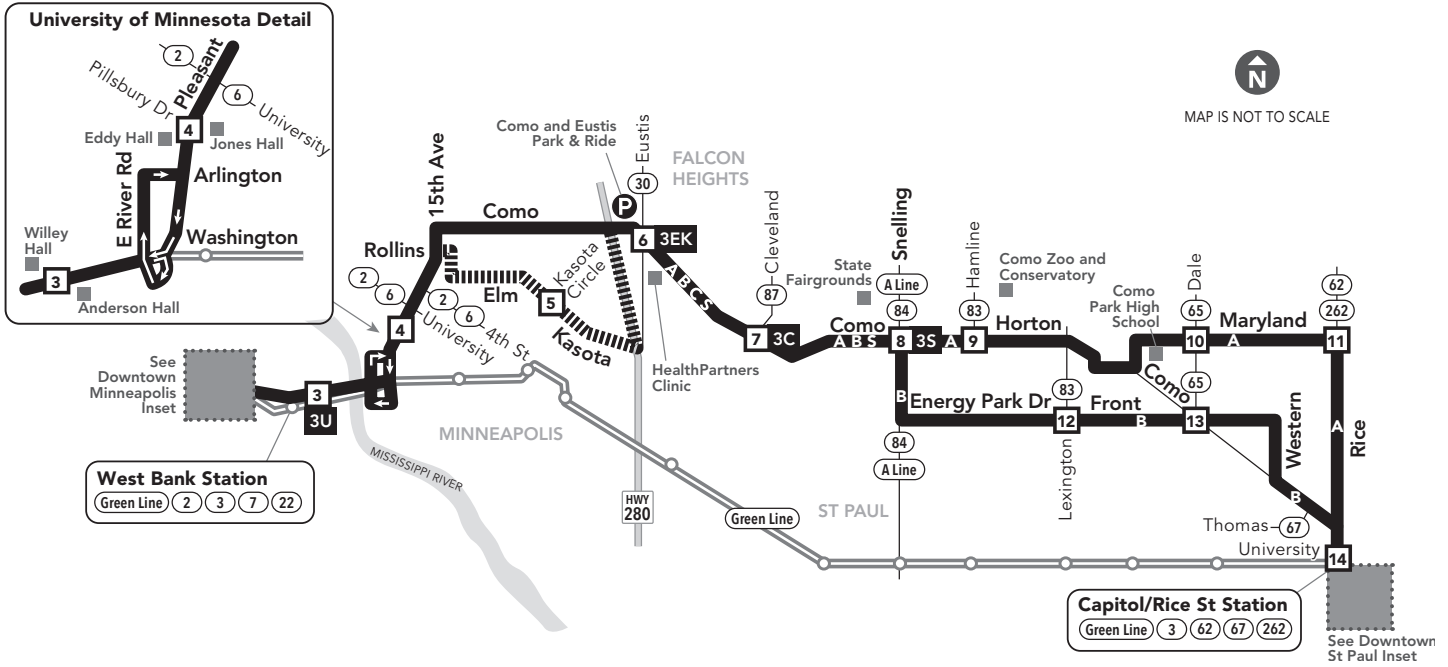 University of Minnesota Detail
2
Pleasant
Pillsbury Dr
6
University
4
Eddy Hall
Jones Hall
E River Rd
Arlington
Willey
Hall
Washington
3
Anderson Hall
N
MAP IS NOT TO SCALE
Como and Eustis
Park & Ride
P
Eustis
30
FALCON
HEIGHTS
15th Ave
Como
Rollins
6
3EK
A B C S
Kasota
Circle
Elm
5
Kasota
2
6
University
2
6
4th St
4
HealthPartners
Clinic
Cleveland
87
7
3C
State
Fairgrounds
Snelling
A Line
84
Como
A B S
8
3S
A
Hamline
83
9
Como Zoo and
Conservatory
Horton
Como
Park High
School
Dale
65
10
Maryland
A
62
262
11
See
Downtown
Minneapolis
Inset
3
3U
B
Energy Park Dr
83
12
Front
B
Como
65
13
Western
A
Rice
84
A Line
Lexington
B
MINNEAPOLIS
MISSISSIPPI RIVER
West Bank Station
Green Line
2
3
7
22
HWY
280
Green Line
ST PAUL
Thomas
67
University
14
Capitol/Rice St Station
Green Line
3
62
67
262
See Downtown
St Paul Inset